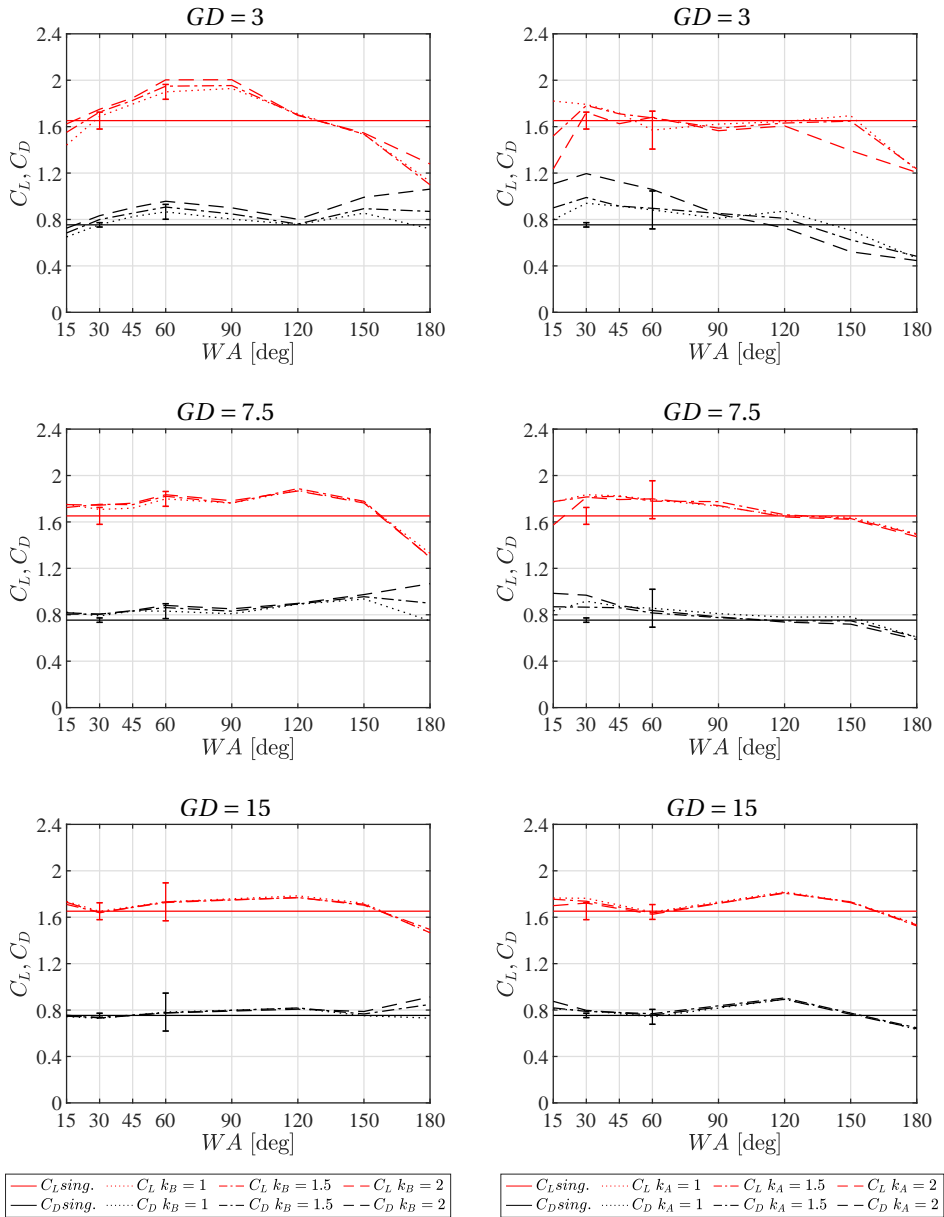 GD = 3
2.4
2
1.6
1.2
0.8
0.4
0
C_L, C_D
15 30 45 60 90 120 150 180
WA [deg]
GD = 3
2.4
2
1.6
1.2
0.8
0.4
0
C_L, C_D
15 30 45 60 90 120 150 180
WA [deg]
GD = 7.5
2.4
2
1.6
1.2
0.8
0.4
0
C_L, C_D
15 30 45 60 90 120 150 180
WA [deg]
GD = 7.5
2.4
2
1.6
1.2
0.8
0.4
0
C_L, C_D
15 30 45 60 90 120 150 180
WA [deg]
GD = 15
2.4
2
1.6
1.2
0.8
0.4
0
C_L, C_D
15 30 45 60 90 120 150 180
WA [deg]
GD = 15
2.4
2
1.6
1.2
0.8
0.4
0
C_L, C_D
15 30 45 60 90 120 150 180
WA [deg]
C_L sing. C_L k_B = 1 C_L k_B = 1.5 C_L k_B = 2
C_D sing. C_D k_B = 1 C_D k_B = 1.5 C_D k_B = 2
C_L sing. C_L k_A = 1 C_L k_A = 1.5 C_L k_A = 2
C_D sing. C_D k_A = 1 C_D k_A = 1.5 C_D k_A = 2